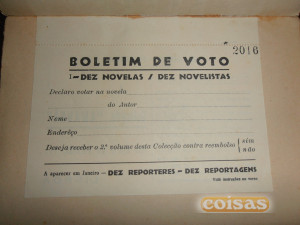 2016
BOLETIM DE VOTO
1—DEZ NOVELAS / DEZ NOVELISTAS
Declaro votar na novela
do Autor
Nome
Endereço
Deseja receber o 2.º volume desta Colecção contra reembolso
sim
não
A aparecer em Janeiro — DEZ REPORTERES — DEZ REPORTAGENS
coisas